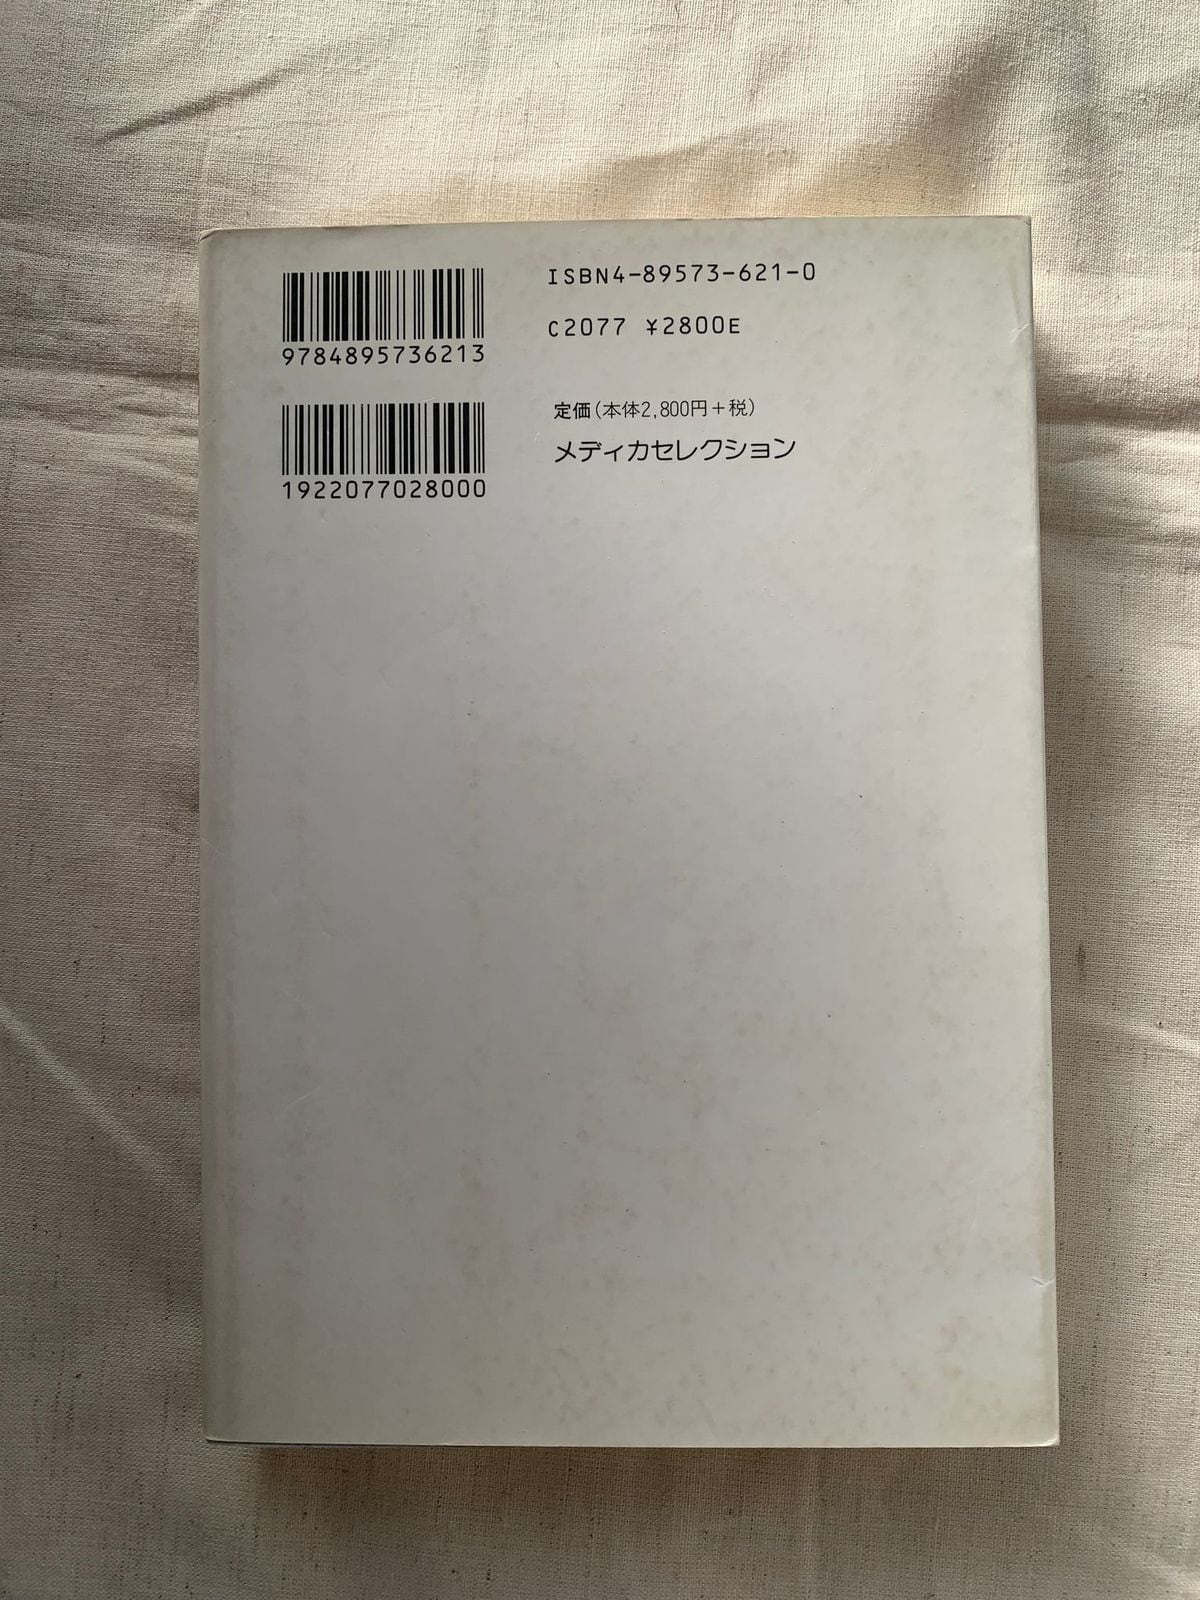 ISBN4-89573-621-0
C2077 ¥2800E
9784895736213
定価(本体2,800円+税)
メディカセレクション
1922077028000